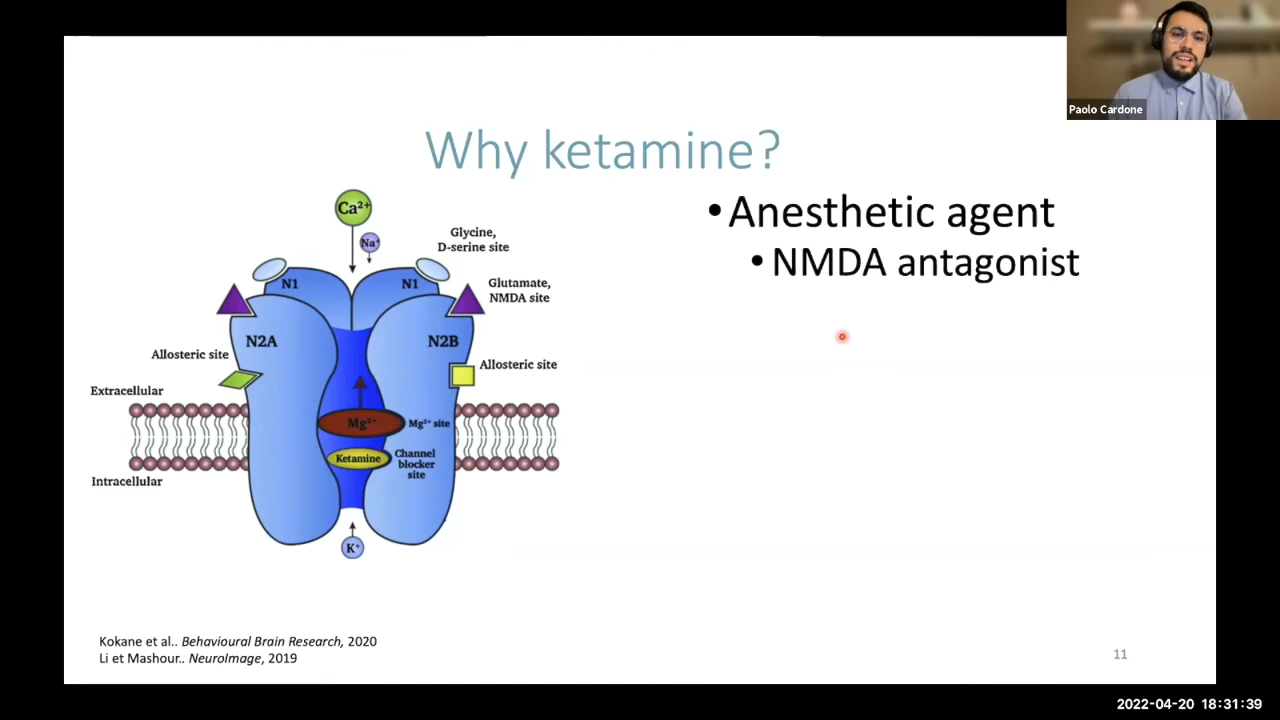 Paolo Cardone
Why ketamine?
• Anesthetic agent
• NMDA antagonist
Ca²⁺
Na⁺
Glycine,
D-serine site
N1
N1
Glutamate,
NMDA site
N2A
N2B
Allosteric site
Allosteric site
Extracellular
Mg²⁺
Mg²⁺ site
Ketamine
Channel
blocker
site
Intracellular
K⁺
Kokane et al.. Behavioural Brain Research, 2020
Li et Mashour.. NeuroImage, 2019
11
2022-04-20 18:31:39